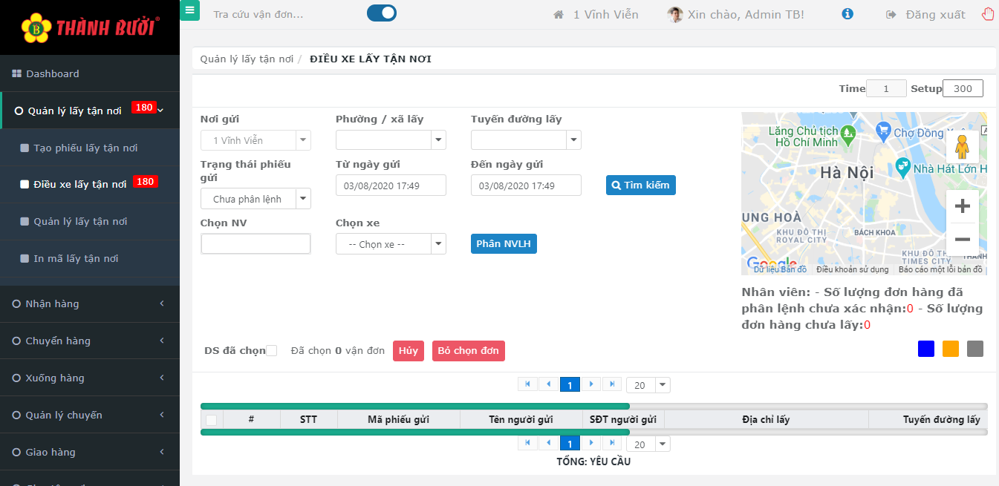 THÀNH BƯỞI®
B
Tra cứu vận đơn...
1 Vĩnh Viễn
Xin chào, Admin TB!
Đăng xuất
Dashboard
Quản lý lấy tận nơi 180
Tạo phiếu lấy tận nơi
Điều xe lấy tận nơi 180
Quản lý lấy tận nơi
In mã lấy tận nơi
Nhận hàng
Chuyển hàng
Xuống hàng
Quản lý chuyến
Giao hàng
Quản lý lấy tận nơi / ĐIỀU XE LẤY TẬN NƠI
Time 1 Setup 300
Nơi gửi
1 Vĩnh Viễn
Phường / xã lấy
Tuyến đường lấy
Trạng thái phiếu
gửi
Chưa phân lệnh
Từ ngày gửi
03/08/2020 17:49
Đến ngày gửi
03/08/2020 17:49
Tìm kiếm
Chọn NV
Chọn xe
-- Chọn xe --
Phân NVLH
Lăng Chủ tịch
Hồ Chí Minh
Chợ Đồng
Hà Nội
Nhà Hát Lớn H
UNG HOÀ
KHU ĐÔ THỊ
ROYAL CITY
BÁCH KHOA
KHU ĐÔ THỊ
TIMES CITY
THANH
Google
Dữ liệu Bản đồ
Điều khoản sử dụng
Báo cáo một lỗi bản đồ
Nhân viên: - Số lượng đơn hàng đã
phân lệnh chưa xác nhận:0 - Số lượng
đơn hàng chưa lấy:0
DS đã chọn
Đã chọn 0 vận đơn
Hủy
Bỏ chọn đơn
1 20
# STT Mã phiếu gửi Tên người gửi SĐT người gửi Địa chỉ lấy Tuyến đường lấy
1 20
TỔNG: YÊU CẦU